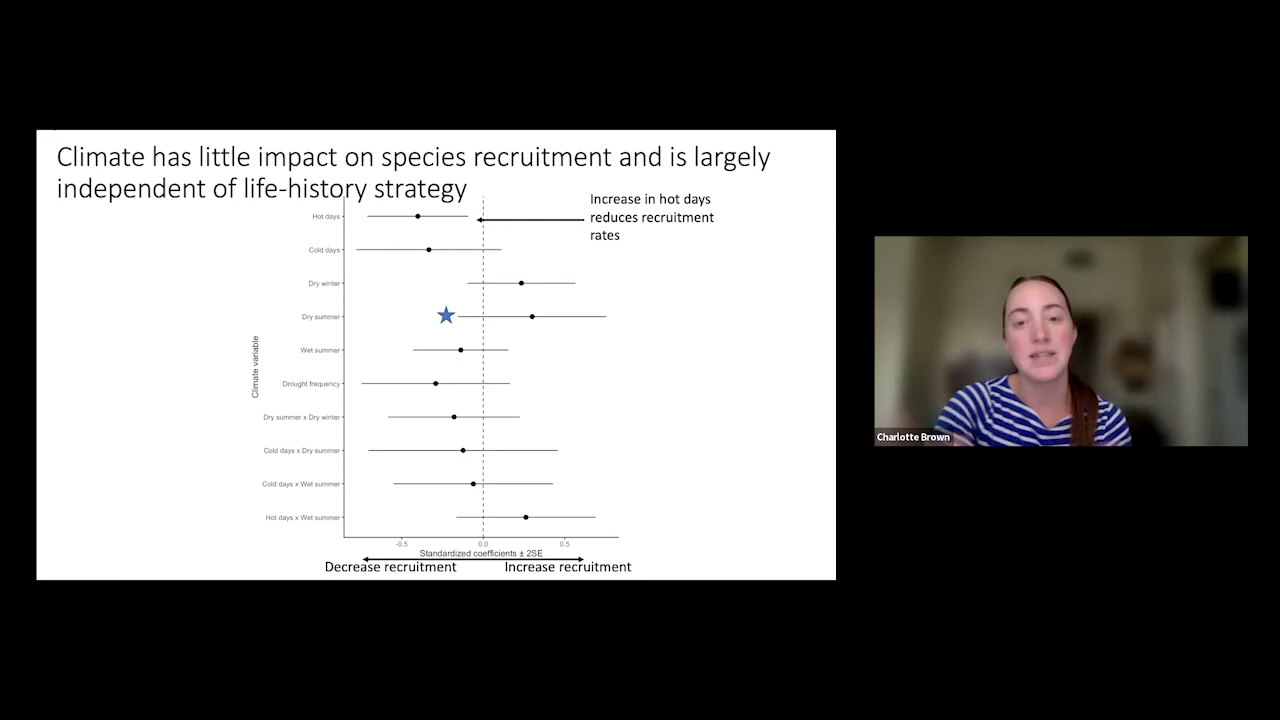 Climate has little impact on species recruitment and is largely
independent of life-history strategy
Increase in hot days
reduces recruitment
rates
Climate variable
Hot days
Cold days
Dry winter
Dry summer
Wet summer
Drought frequency
Dry summer x Dry winter
Cold days x Dry summer
Cold days x Wet summer
Hot days x Wet summer
-0.5 0.0 0.5
Standardized coefficients ± 2SE
Decrease recruitment Increase recruitment
Charlotte Brown